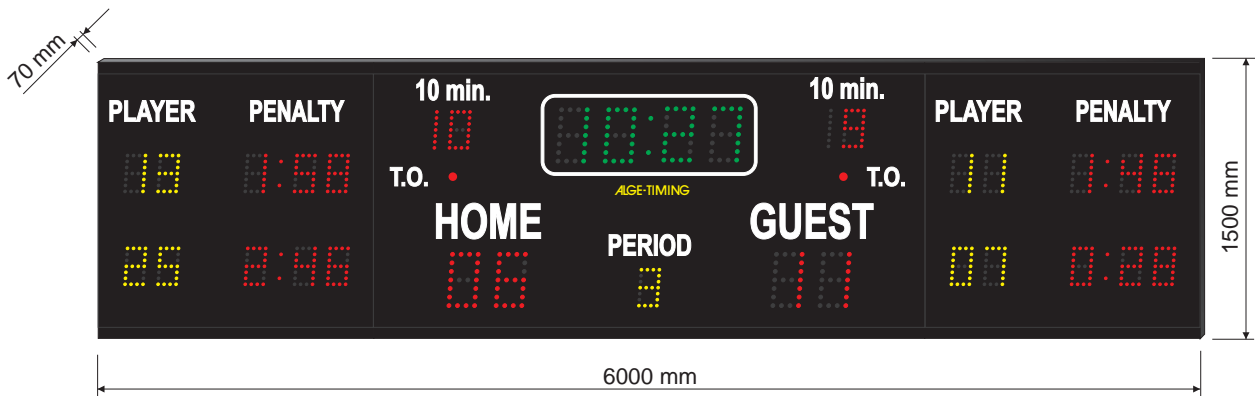 70 mm
10 min.
10 min.
PLAYER PENALTY
10:27
PLAYER PENALTY
10
9
13 1:58
11 1:46
T.O.
T.O.
ALGE-TIMING
HOME
GUEST
PERIOD
25 2:46
06
3
11
07 0:28
1500 mm
6000 mm